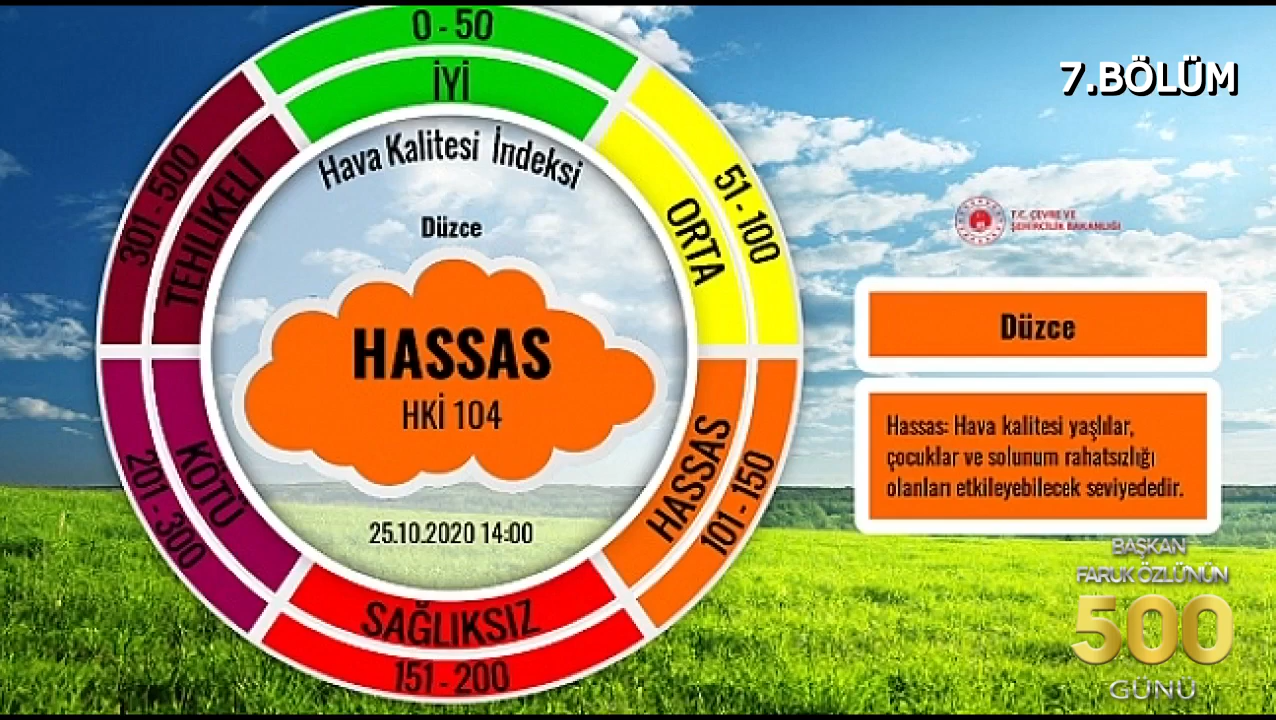 7.BÖLÜM
0 - 50
İYİ
51 - 100
ORTA
HASSAS
101 - 150
SAĞLIKSIZ
151 - 200
KÖTÜ
201 - 300
301 - 500
TEHLİKELİ
Hava Kalitesi İndeksi
Düzce
HASSAS
HKİ 104
25.10.2020 14:00
T.C. ÇEVRE VE
ŞEHİRCİLİK BAKANLIĞI
Düzce
Hassas: Hava kalitesi yaşlılar,
çocuklar ve solunum rahatsızlığı
olanları etkileyebilecek seviyededir.
BAŞKAN
FARUK ÖZLÜNÜN
500
GÜNÜ